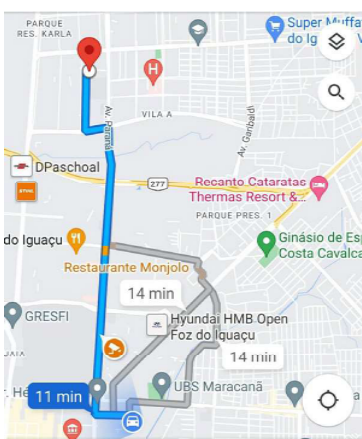 PARQUE
RES. KARLA
Super Muffa
do Ig
V
H
Av. Paraná
VILA A
Av. Garibaldi
DPaschoal
STIHL
277
Recanto Cataratas
Thermas Resort &...
PARQUE PRES. 1
do Iguaçu
Ginásio de Esp
Costa Cavalca
Restaurante Monjolo
14 min
GRESFI
Hyundai HMB Open
Foz do Iguaçu
14 min
11 min
UBS Maracanã